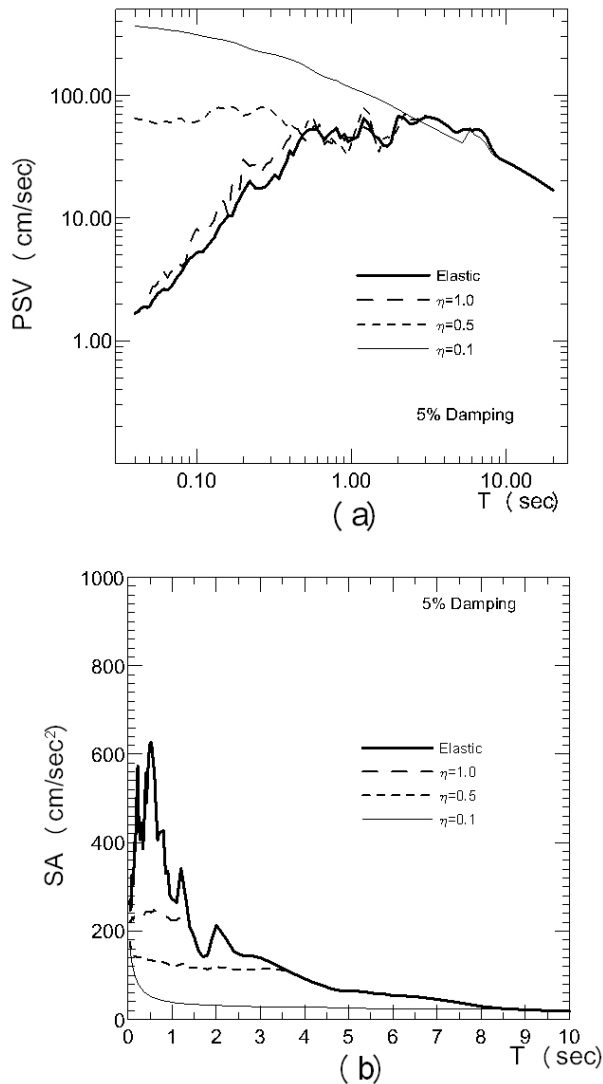 PSV ( cm/sec)
100.00
10.00
1.00
Elastic
η=1.0
η=0.5
η=0.1
5% Damping
0.10 1.00 10.00
T ( sec)
(a)
SA (cm/sec²)
1000
800
600
400
200
0
5% Damping
Elastic
η=1.0
η=0.5
η=0.1
0 1 2 3 4 5 6 7 8 9 10
T ( sec)
(b)